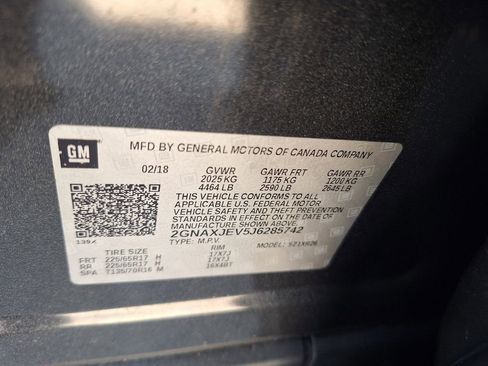 GM
MFD BY GENERAL MOTORS OF CANADA COMPANY
02/18 GVWR GAWR FRT GAWR RR
2025 KG 1175 KG 1200 KG
4464 LB 2590 LB 2645 LB
THIS VEHICLE CONFORMS TO ALL
APPLICABLE U.S. FEDERAL MOTOR
VEHICLE SAFETY AND THEFT PREVENTION
STANDARDS IN EFFECT ON THE DATE OF
MANUFACTURE SHOWN ABOVE.
2GNAXJEV5J6285742
TYPE: M.P.V. MODEL:
TIRE SIZE RIM
FRT 225/65R17 H 17X7J
RR 225/65R17 H 17X7J
SPA T135/70R16 M 16X4BT